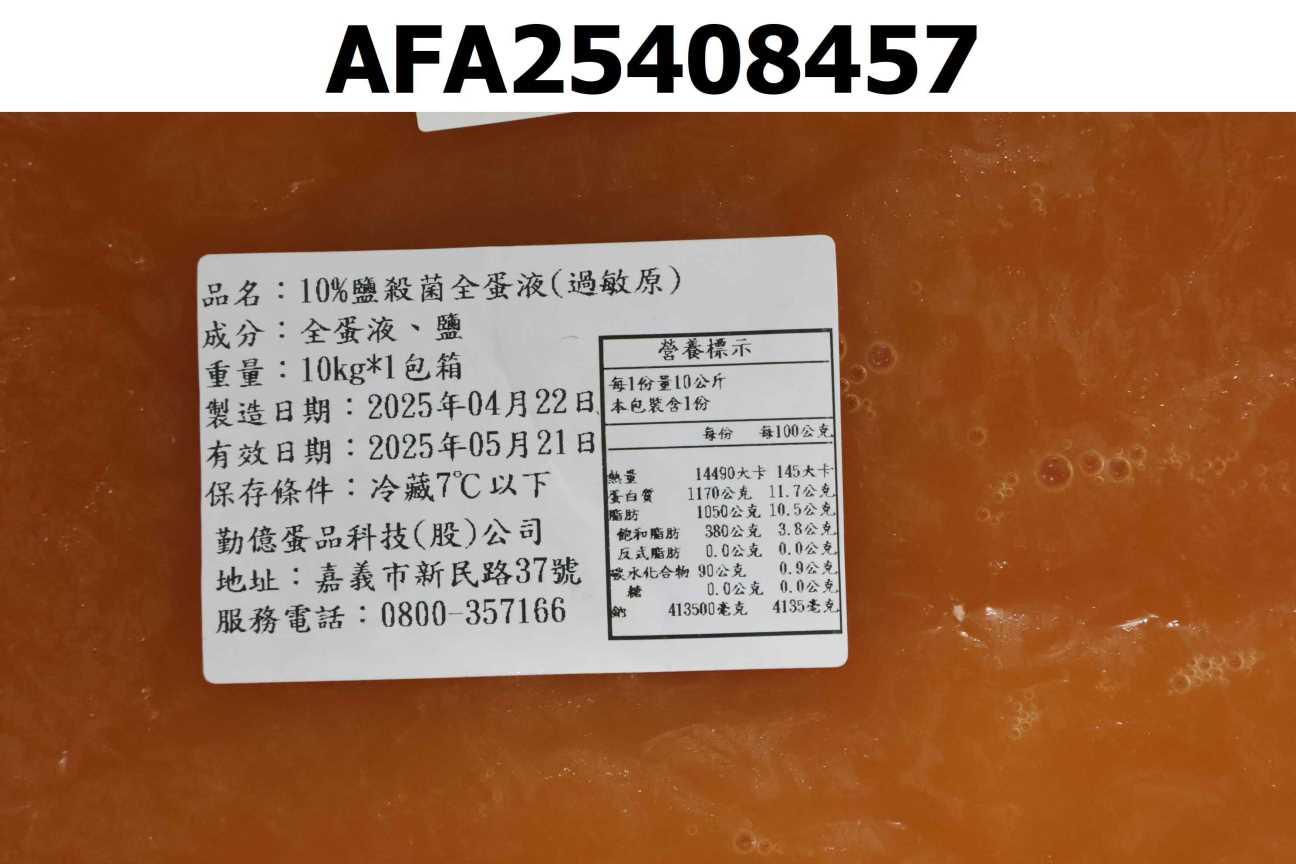 AFA25408457
品名：10%鹽殺菌全蛋液(過敏原)
成分：全蛋液、鹽
重量：10kg*1包箱
製造日期：2025年04月22日
有效日期：2025年05月21日
保存條件：冷藏7℃以下
勤億蛋品科技(股)公司
地址：嘉義市新民路37號
服務電話：0800-357166
營養標示
每1份量10公斤
本包裝含1份
每份 每100公克
熱量 14490大卡 145大卡
蛋白質 1170公克 11.7公克
脂肪 1050公克 10.5公克
飽和脂肪 380公克 3.8公克
反式脂肪 0.0公克 0.0公克
碳水化合物 90公克 0.9公克
糖 0.0公克 0.0公克
鈉 413500毫克 4135毫克